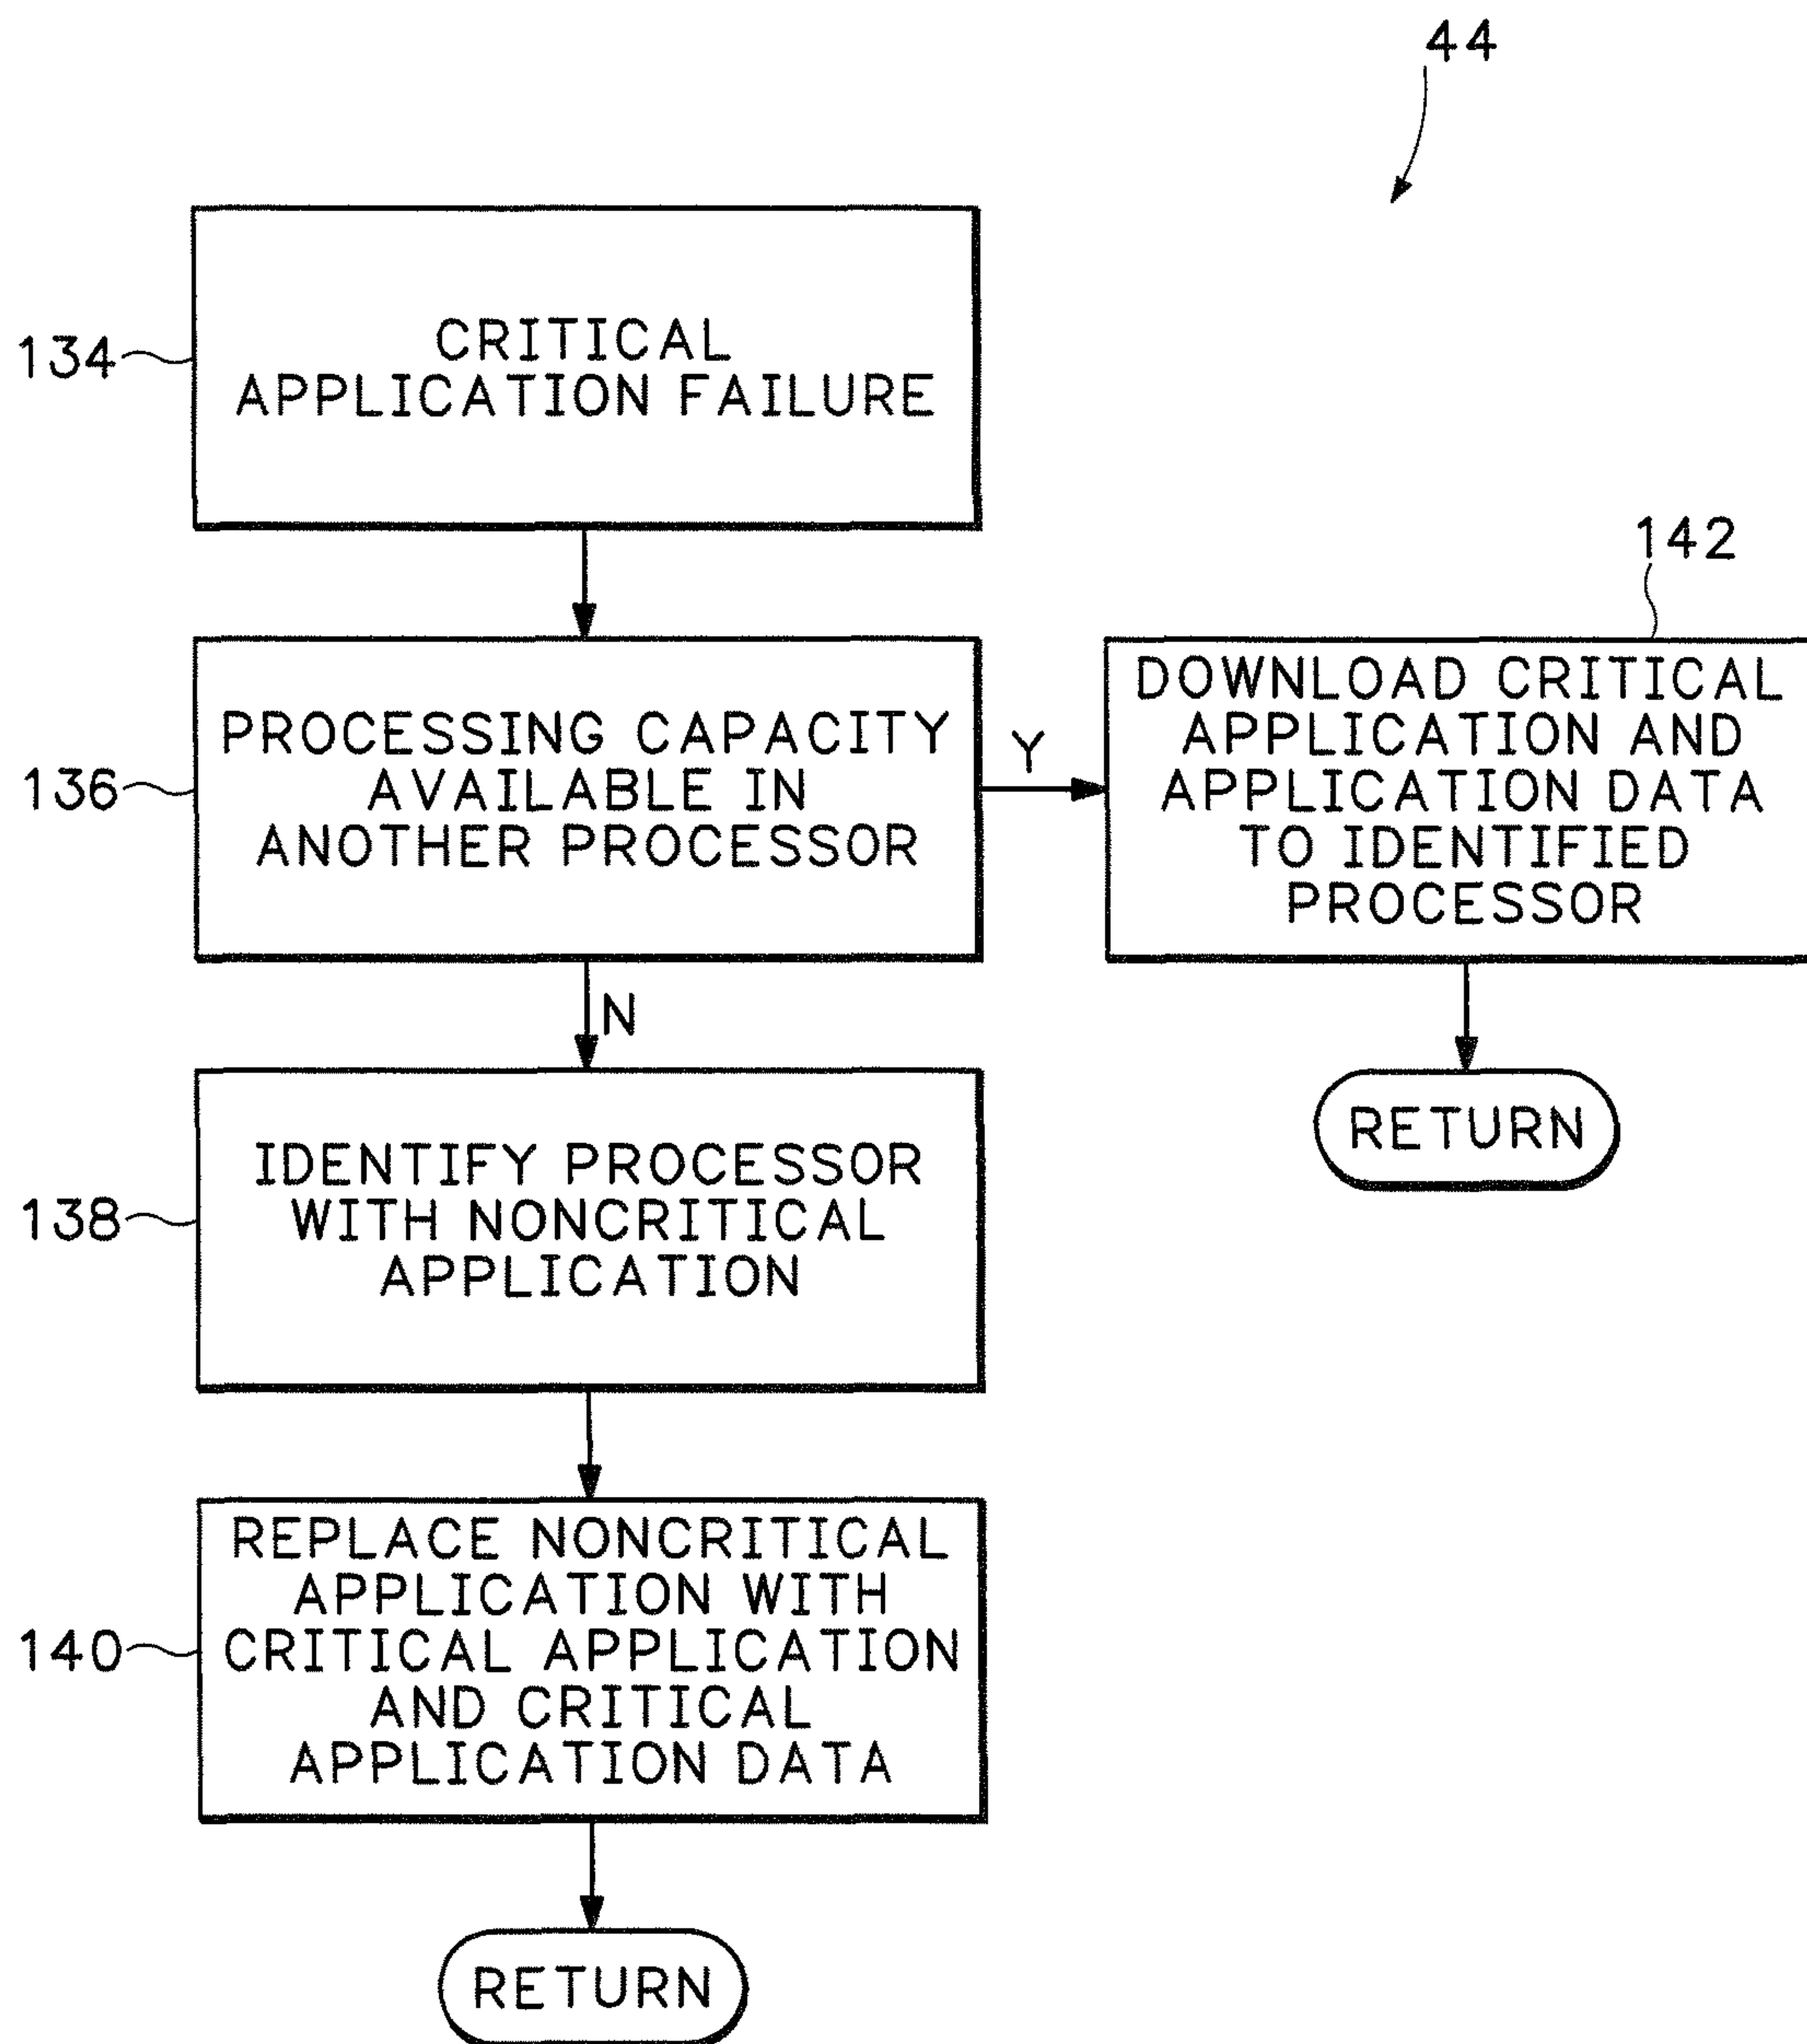 44
134
CRITICAL
APPLICATION FAILURE
136
PROCESSING CAPACITY
AVAILABLE IN
ANOTHER PROCESSOR
Y
142
DOWNLOAD CRITICAL
APPLICATION AND
APPLICATION DATA
TO IDENTIFIED
PROCESSOR
RETURN
N
138
IDENTIFY PROCESSOR
WITH NONCRITICAL
APPLICATION
140
REPLACE NONCRITICAL
APPLICATION WITH
CRITICAL APPLICATION
AND CRITICAL
APPLICATION DATA
RETURN